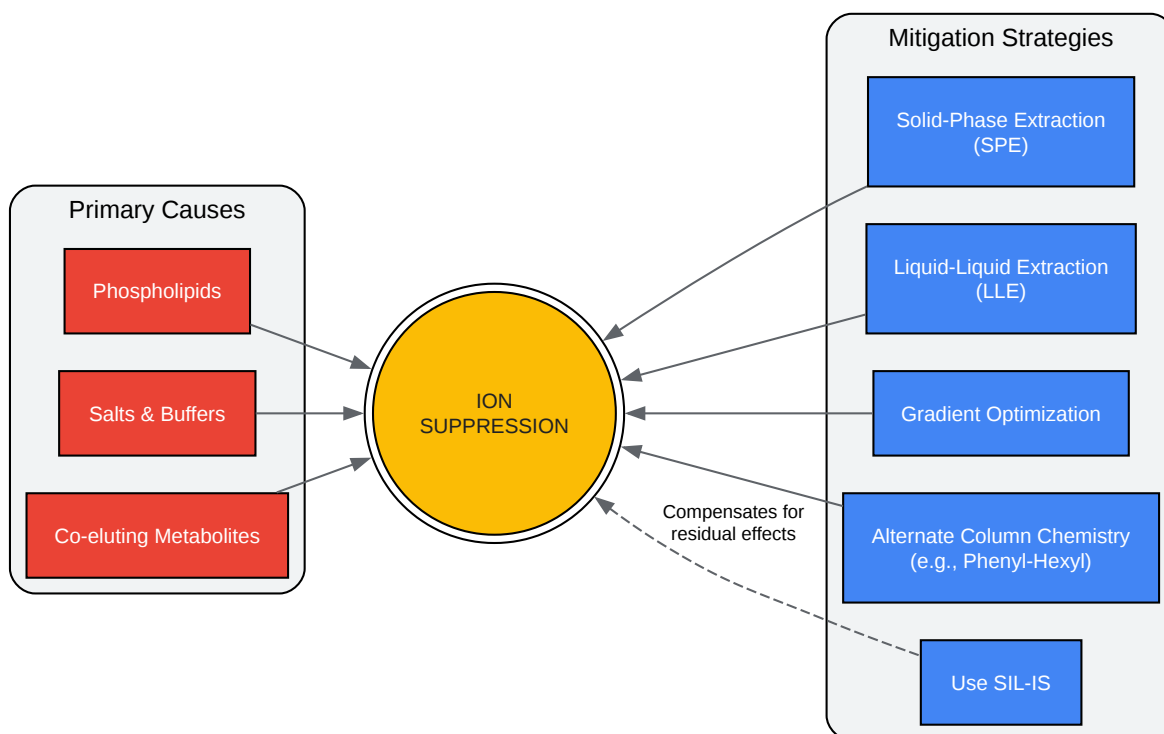 Primary Causes
Phospholipids
Salts & Buffers
Co-eluting Metabolites
ION
SUPPRESSION
Compensates for
residual effects
Mitigation Strategies
Solid-Phase Extraction
(SPE)
Liquid-Liquid Extraction
(LLE)
Gradient Optimization
Alternate Column Chemistry
(e.g., Phenyl-Hexyl)
Use SIL-IS